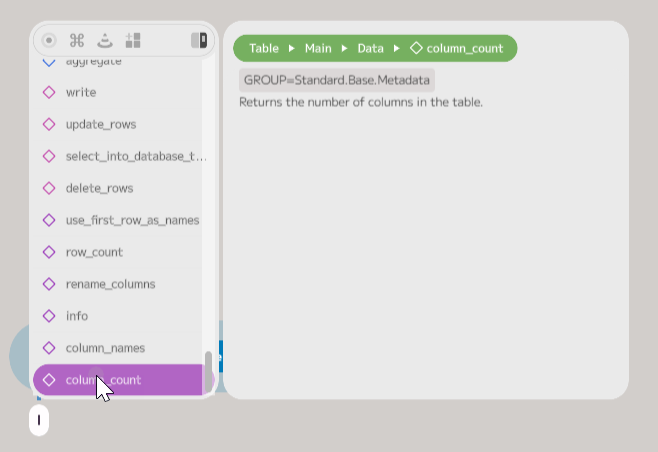 aggregate
write
update_rows
select_into_database_t...
delete_rows
use_first_row_as_names
row_count
rename_columns
info
column_names
column_count
Table ▸ Main ▸ Data ▸ column_count
GROUP=Standard.Base.Metadata
Returns the number of columns in the table.